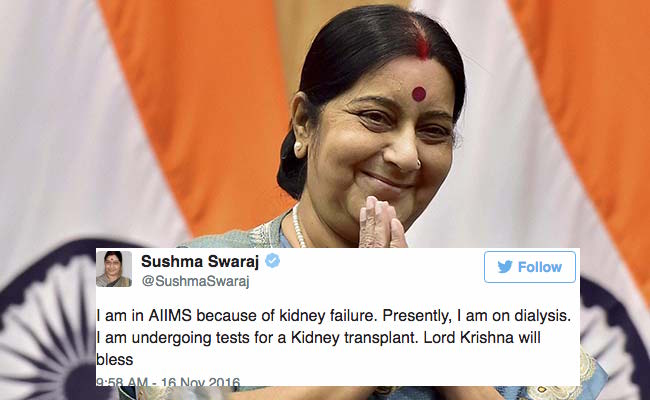 Sushma Swaraj
@SushmaSwaraj
Follow
I am in AIIMS because of kidney failure. Presently, I am on dialysis.
I am undergoing tests for a Kidney transplant. Lord Krishna will
bless
9:58 AM - 16 Nov 2016